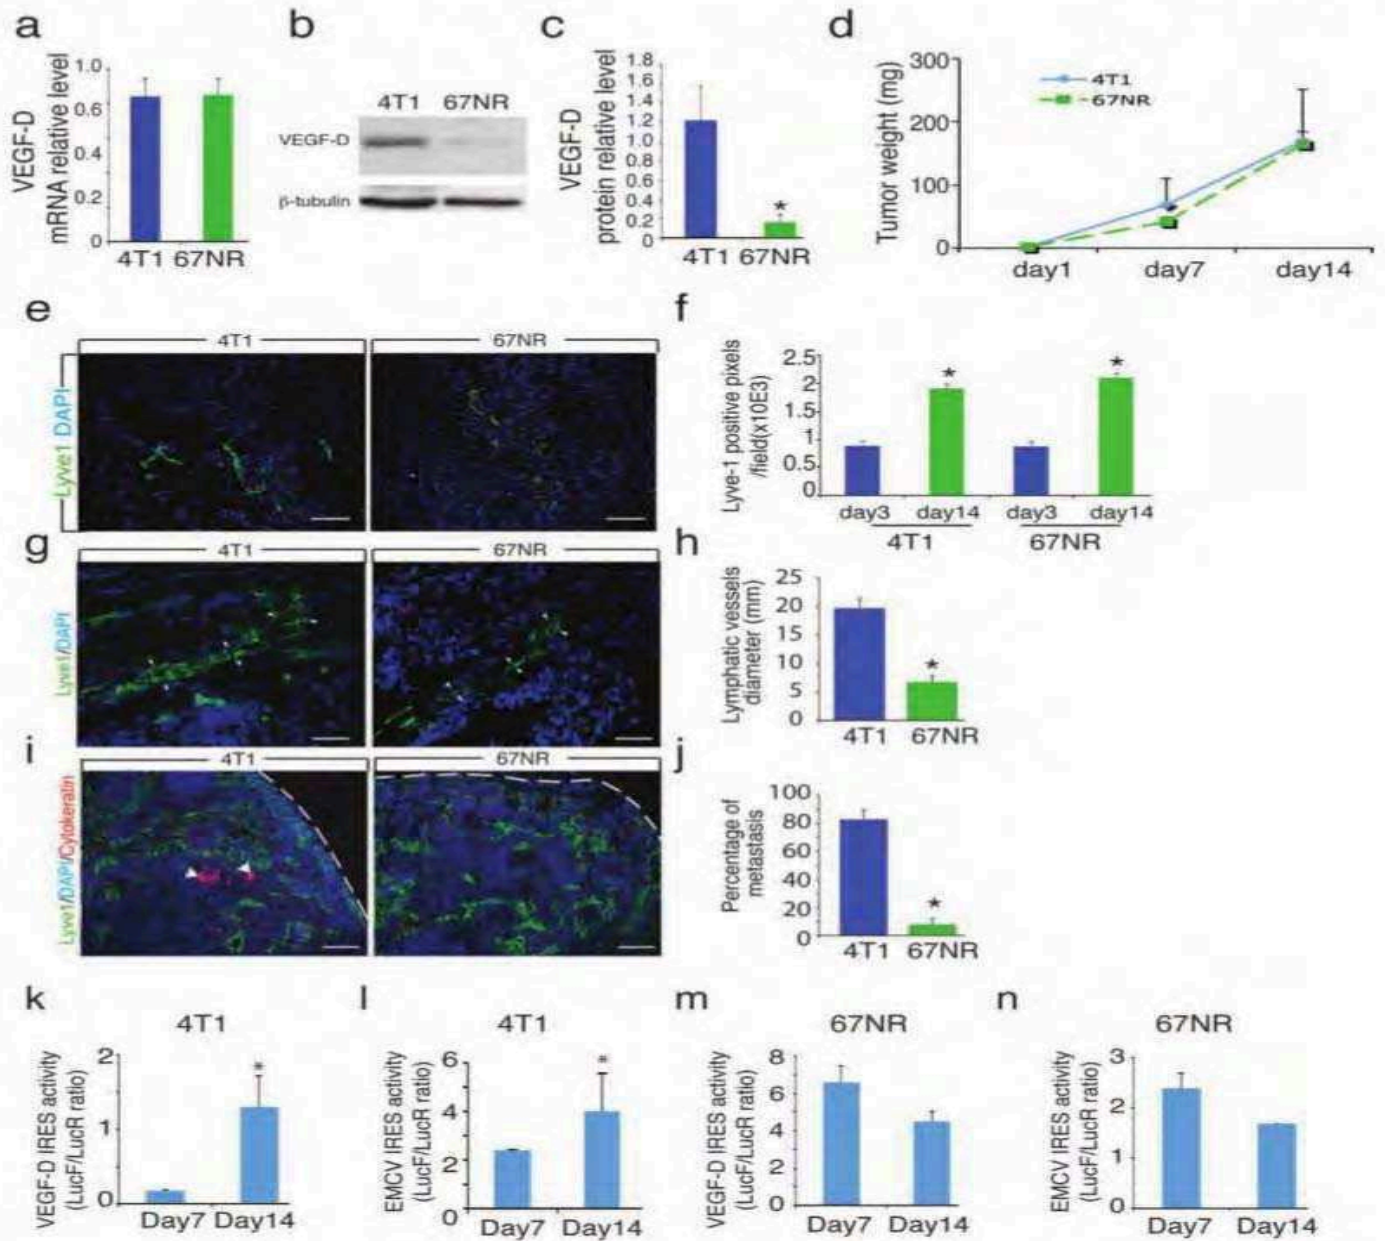 a
VEGF-D
mRNA relative level
1.0
0.6
0.4
0.2
0
4T1 67NR
b
4T1 67NR
VEGF-D
β-tubulin
c
VEGF-D
protein relative level
1.8
1.6
1.4
1.2
1.0
0.8
0.6
0.4
0.2
0
*
4T1 67NR
d
Tumor weight (mg)
300
200
100
0
4T1
67NR
day1 day7 day14
e
4T1 67NR
Lyve1 DAPI
f
Lyve-1 positive pixels
/field(x10E3)
2.5
2
1.5
1
0.5
0
* *
day3 day14 day3 day14
4T1 67NR
g
4T1 67NR
Lyve1/DAPI
h
Lymphatic vessels
diameter (mm)
25
20
15
10
5
0
*
4T1 67NR
i
4T1 67NR
Lyve1/DAPI/Cytokeratin
j
Percentage of
metastasis
100
80
60
40
20
0
*
4T1 67NR
k
4T1
VEGF-D IRES activity
(LucF/LucR ratio)
2
1
0
*
Day7 Day14
l
4T1
EMCV IRES activity
(LucF/LucR ratio)
6
4
2
0
*
Day7 Day14
m
67NR
VEGF-D IRES activity
(LucF/LucR ratio)
8
6
4
2
0
Day7 Day14
n
67NR
EMCV IRES activity
(LucF/LucR ratio)
3
2
1
0
Day7 Day14